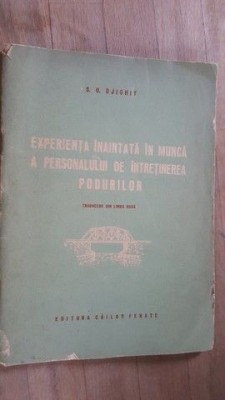 EXPERIENȚA ÎNAINTATĂ ÎN MUNCĂ
A PERSONALULUI DE ÎNTREȚINEREA
PODURILOR
TRADUCERE DIN LIMBA RUSĂ
EDITURA CĂILOR FERATE